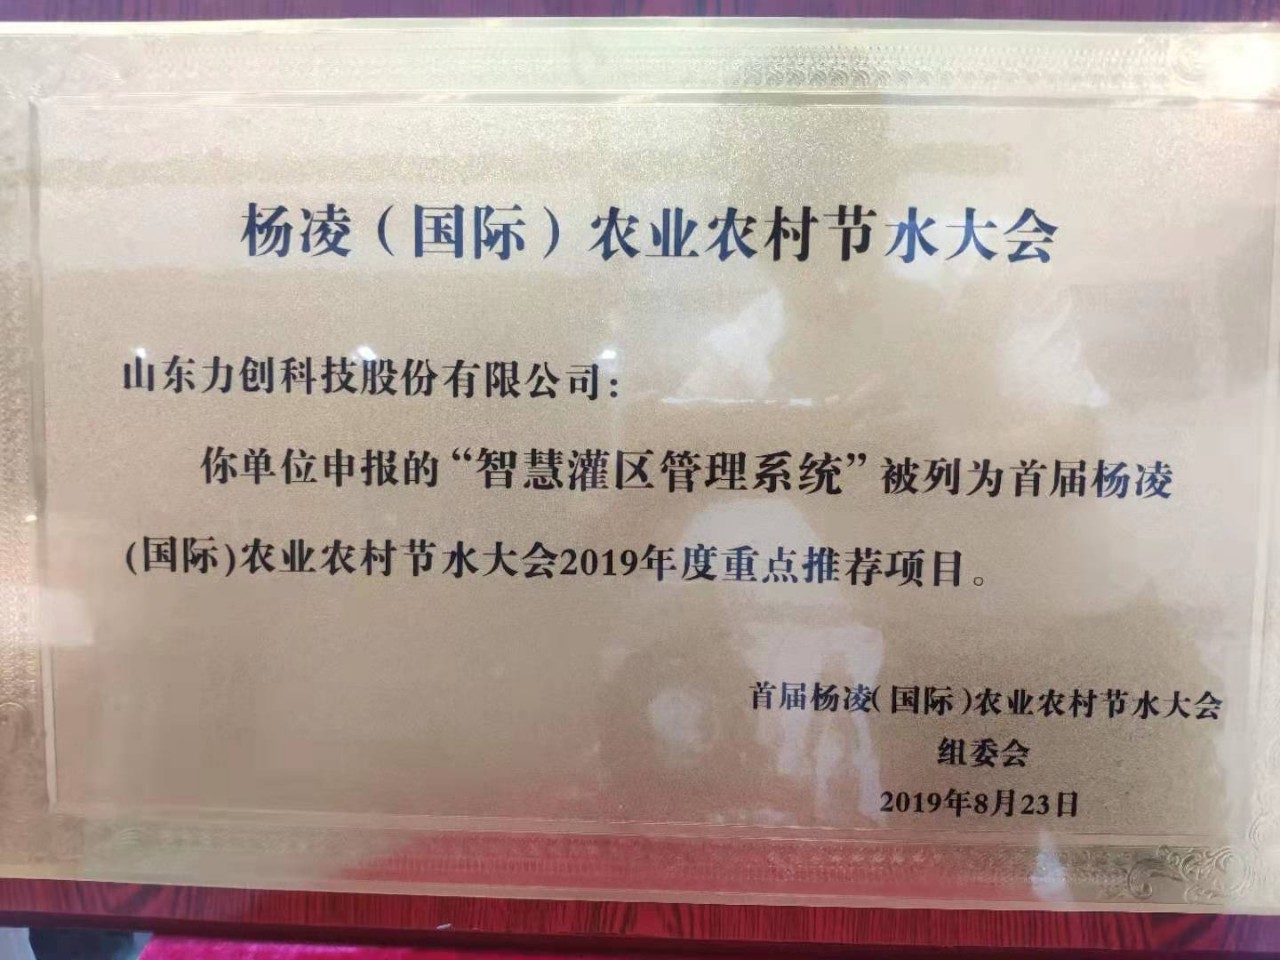 杨凌（国际）农业农村节水大会
山东力创科技股份有限公司：
你单位申报的“智慧灌区管理系统”被列为首届杨凌
(国际)农业农村节水大会2019年度重点推荐项目。
首届杨凌(国际)农业农村节水大会
组委会
2019年8月23日